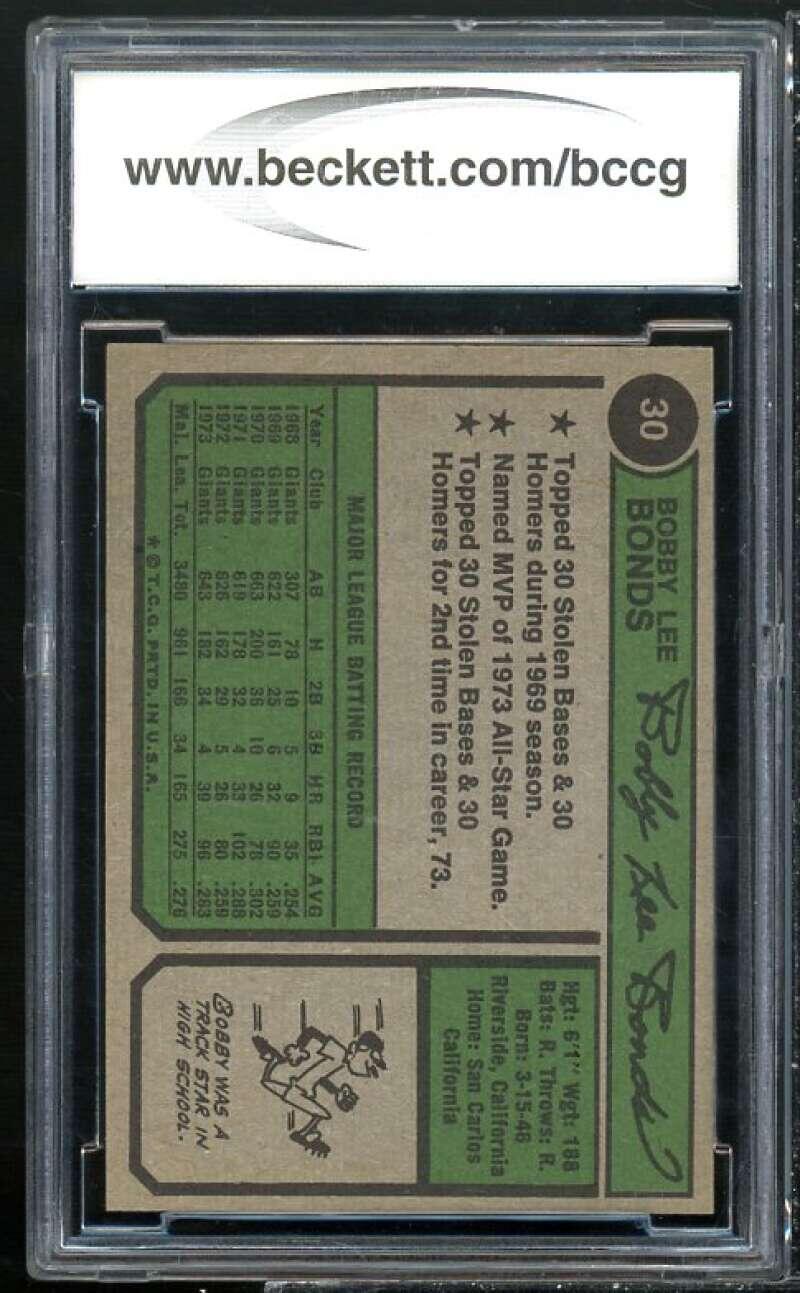 www.beckett.com/bccg
30
BOBBY LEE
BONDS
Bobby Lee Bonds
★ Topped 30 Stolen Bases & 30
Homers during 1969 season.
★ Named MVP of 1973 All-Star Game.
★ Topped 30 Stolen Bases & 30
Homers for 2nd time in career, 73.
MAJOR LEAGUE BATTING RECORD
Year Club AB H 2B 3B HR RBI AVG
1968 Giants 307 78 10 5 9 35 .254
1969 Giants 622 161 25 6 32 90 .259
1970 Giants 663 200 36 10 26 78 .302
1971 Giants 619 178 32 4 33 102 .288
1972 Giants 626 162 29 5 26 80 .259
1973 Giants 643 182 34 4 39 96 .283
Maj. Lea. Tot. 3480 961 166 34 165 275 .276
★ © T.C.G. PRTD. IN U.S.A.
Hgt: 6'1" Wgt: 188
Bats: R. Throws: R.
Born: 3-15-46
Riverside, California
Home: San Carlos
California
BOBBY WAS A
TRACK STAR IN
HIGH SCHOOL.